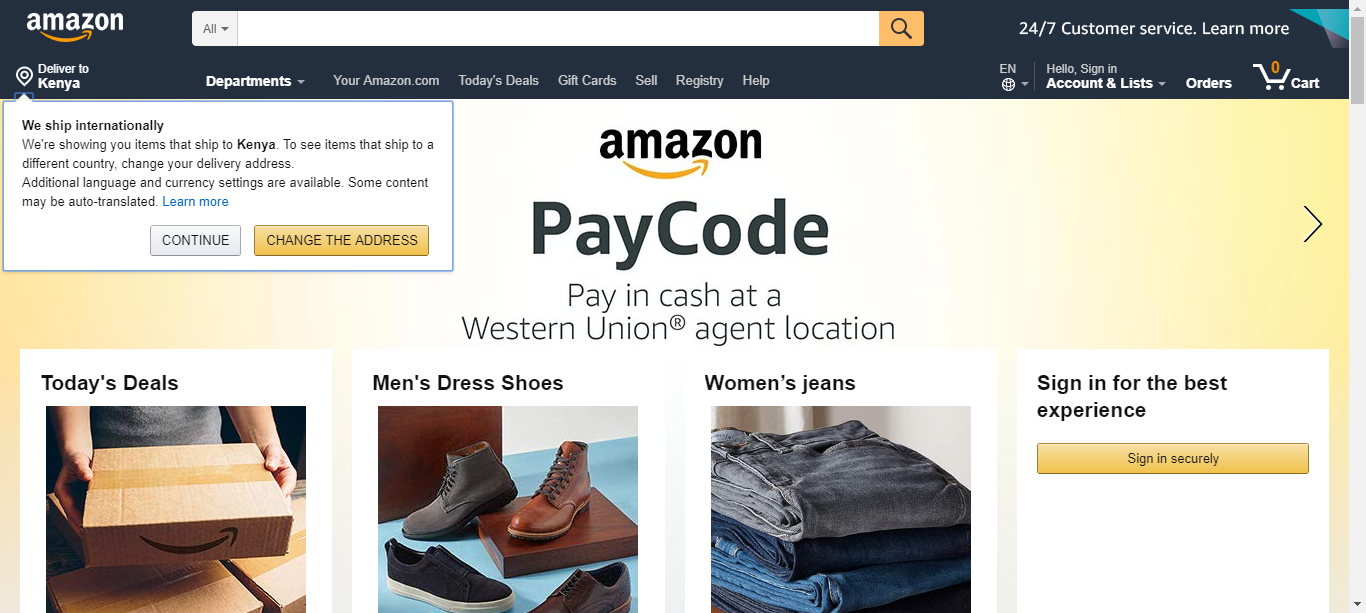 amazon
All
24/7 Customer service. Learn more
Deliver to
Kenya
Departments
Your Amazon.com
Today's Deals
Gift Cards
Sell
Registry
Help
EN
Hello, Sign in
Account & Lists
Orders
0
Cart
We ship internationally
We're showing you items that ship to Kenya. To see items that ship to a
different country, change your delivery address.
Additional language and currency settings are available. Some content
may be auto-translated. Learn more
CONTINUE
CHANGE THE ADDRESS
amazon
PayCode
Pay in cash at a
Western Union® agent location
Today's Deals
Men's Dress Shoes
Women’s jeans
Sign in for the best
experience
Sign in securely